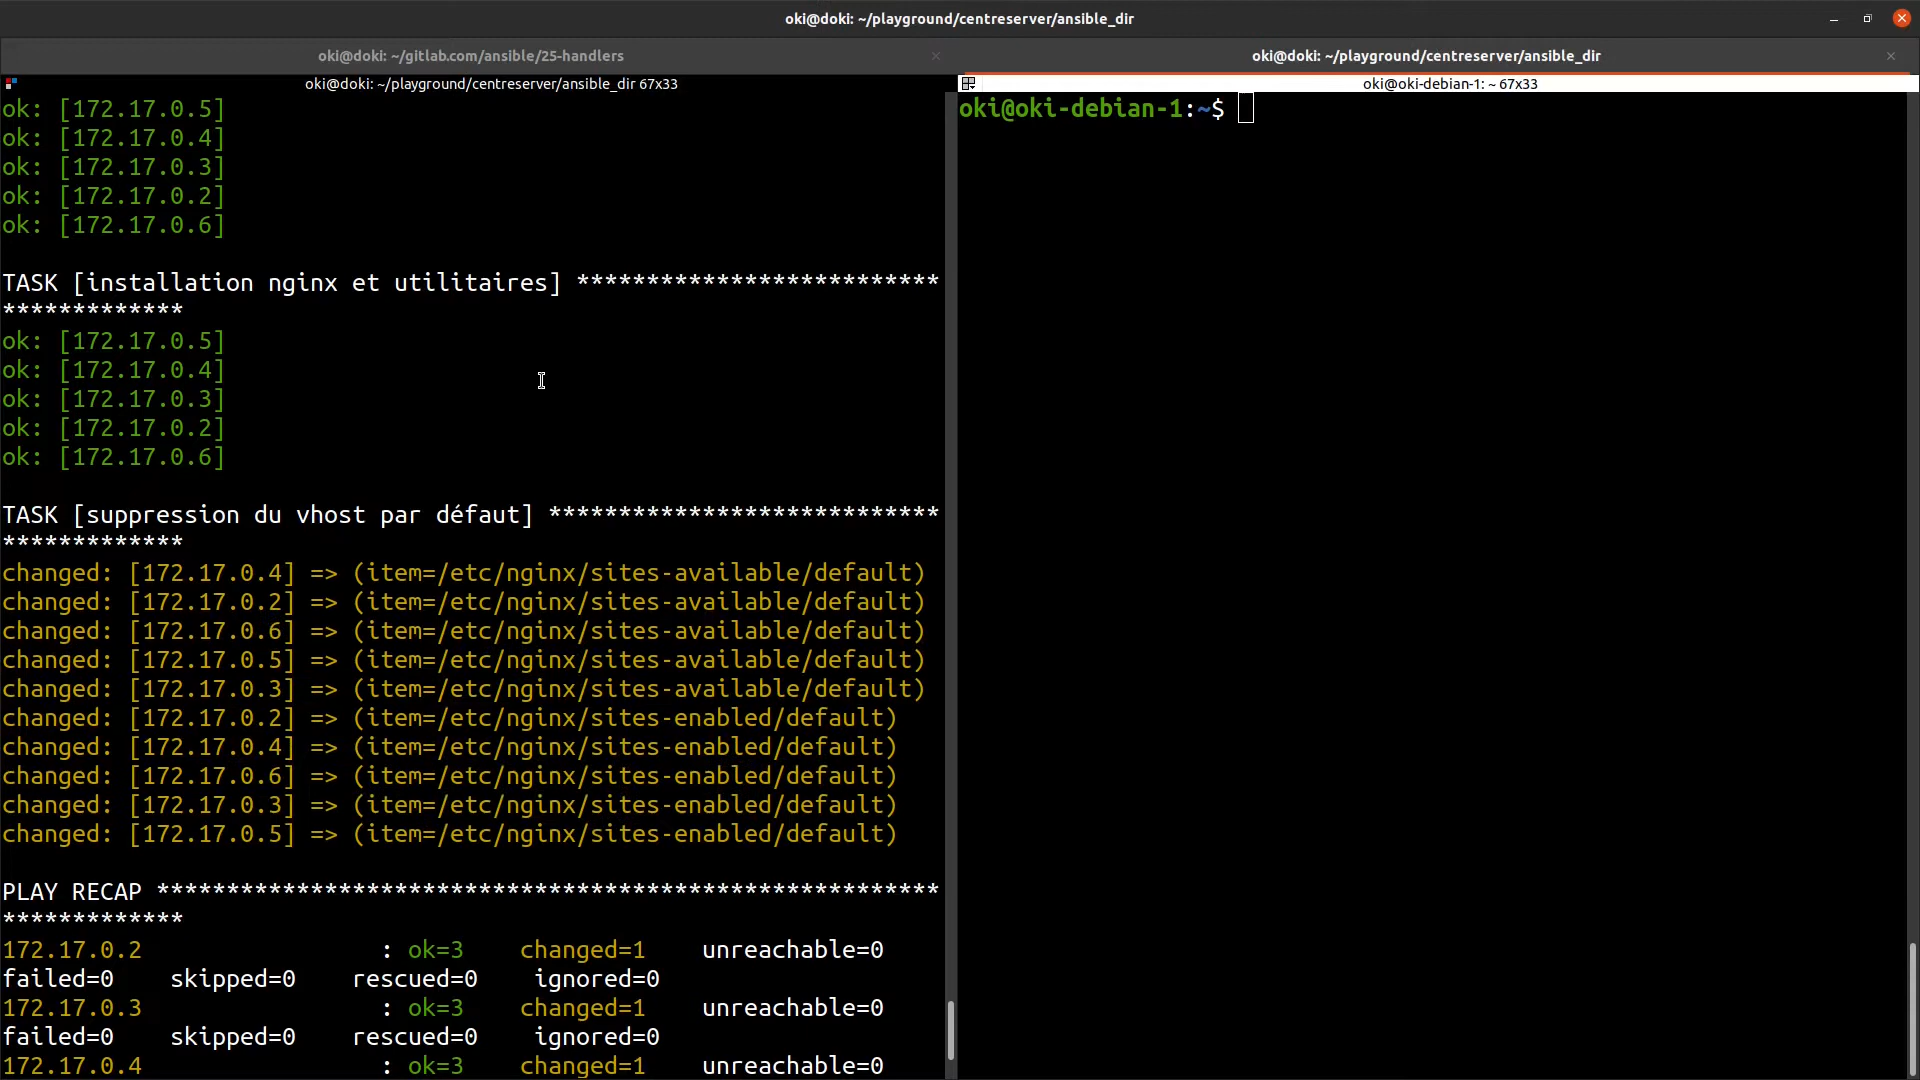 oki@doki: ~/playground/centreserver/ansible_dir
oki@doki: ~/gitlab.com/ansible/25-handlers
oki@doki: ~/playground/centreserver/ansible_dir
oki@doki: ~/playground/centreserver/ansible_dir 67x33
ok: [172.17.0.5]
ok: [172.17.0.4]
ok: [172.17.0.3]
ok: [172.17.0.2]
ok: [172.17.0.6]
TASK [installation nginx et utilitaires] **************************
*************
ok: [172.17.0.5]
ok: [172.17.0.4]
ok: [172.17.0.3]
ok: [172.17.0.2]
ok: [172.17.0.6]
TASK [suppression du vhost par défaut] ****************************
*************
changed: [172.17.0.4] => (item=/etc/nginx/sites-available/default)
changed: [172.17.0.2] => (item=/etc/nginx/sites-available/default)
changed: [172.17.0.6] => (item=/etc/nginx/sites-available/default)
changed: [172.17.0.5] => (item=/etc/nginx/sites-available/default)
changed: [172.17.0.3] => (item=/etc/nginx/sites-available/default)
changed: [172.17.0.2] => (item=/etc/nginx/sites-enabled/default)
changed: [172.17.0.4] => (item=/etc/nginx/sites-enabled/default)
changed: [172.17.0.6] => (item=/etc/nginx/sites-enabled/default)
changed: [172.17.0.3] => (item=/etc/nginx/sites-enabled/default)
changed: [172.17.0.5] => (item=/etc/nginx/sites-enabled/default)
PLAY RECAP ********************************************************
*************
172.17.0.2 : ok=3 changed=1 unreachable=0
failed=0 skipped=0 rescued=0 ignored=0
172.17.0.3 : ok=3 changed=1 unreachable=0
failed=0 skipped=0 rescued=0 ignored=0
172.17.0.4 : ok=3 changed=1 unreachable=0
oki@oki-debian-1: ~ 67x33
oki@oki-debian-1:~$